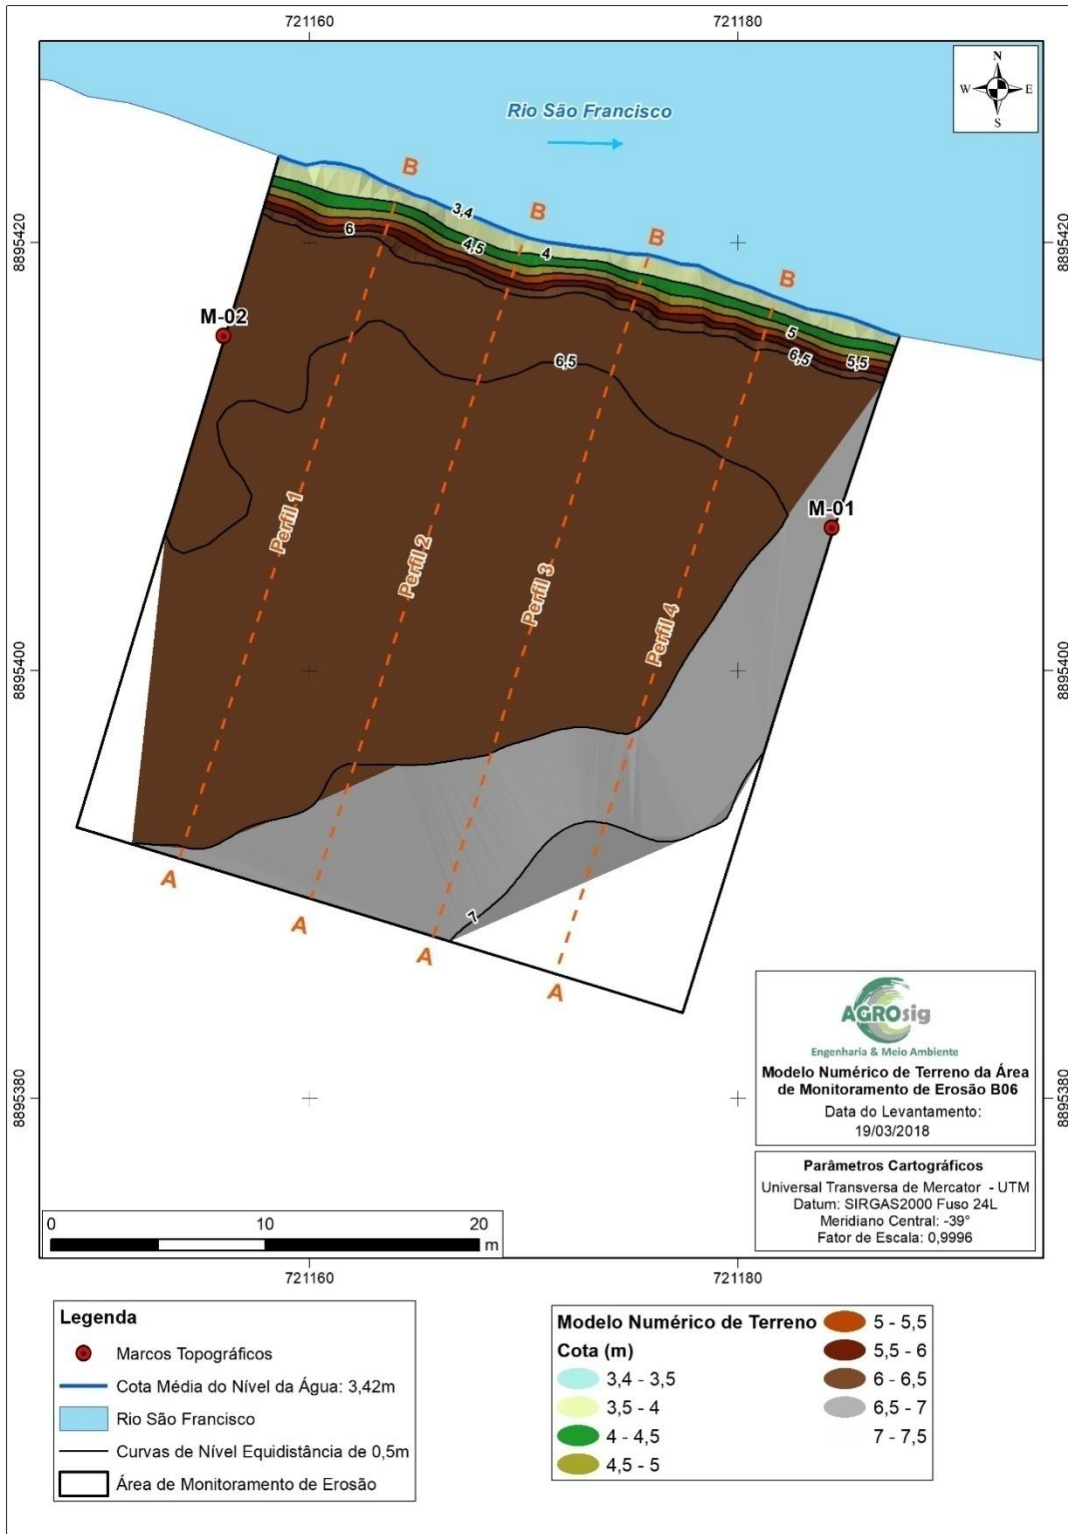 721160
721180
N
W
E
S
Rio São Francisco
B
B
B
B
8895420
8895420
3,4
6
4,5
4
5
6,5
5,5
M-02
6,5
M-01
Perfil 1
Perfil 2
Perfil 3
Perfil 4
8895400
8895400
A
A
A
A
7
AGROsig
Engenharia & Meio Ambiente
Modelo Numérico de Terreno da Área
de Monitoramento de Erosão B06
Data do Levantamento:
19/03/2018
8895380
8895380
Parâmetros Cartográficos
Universal Transversa de Mercator - UTM
Datum: SIRGAS2000 Fuso 24L
Meridiano Central: -39°
Fator de Escala: 0,9996
0
10
20
m
721160
721180
Legenda
Marcos Topográficos
Cota Média do Nível da Água: 3,42m
Rio São Francisco
Curvas de Nível Equidistância de 0,5m
Área de Monitoramento de Erosão
Modelo Numérico de Terreno
Cota (m)
3,4 - 3,5
3,5 - 4
4 - 4,5
4,5 - 5
5 - 5,5
5,5 - 6
6 - 6,5
6,5 - 7
7 - 7,5